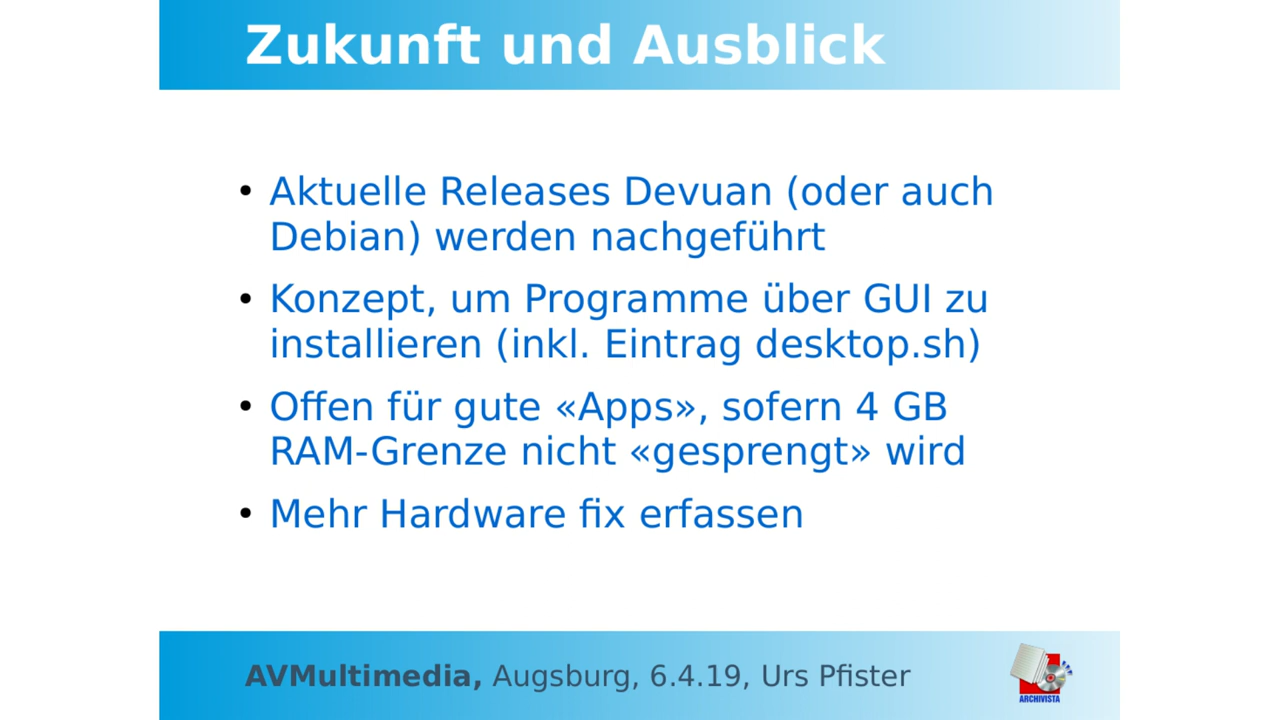 Zukunft und Ausblick
• Aktuelle Releases Devuan (oder auch
Debian) werden nachgeführt
• Konzept, um Programme über GUI zu
installieren (inkl. Eintrag desktop.sh)
• Offen für gute «Apps», sofern 4 GB
RAM-Grenze nicht «gesprengt» wird
• Mehr Hardware fix erfassen
AVMultimedia, Augsburg, 6.4.19, Urs Pfister
ARCHIVISTA